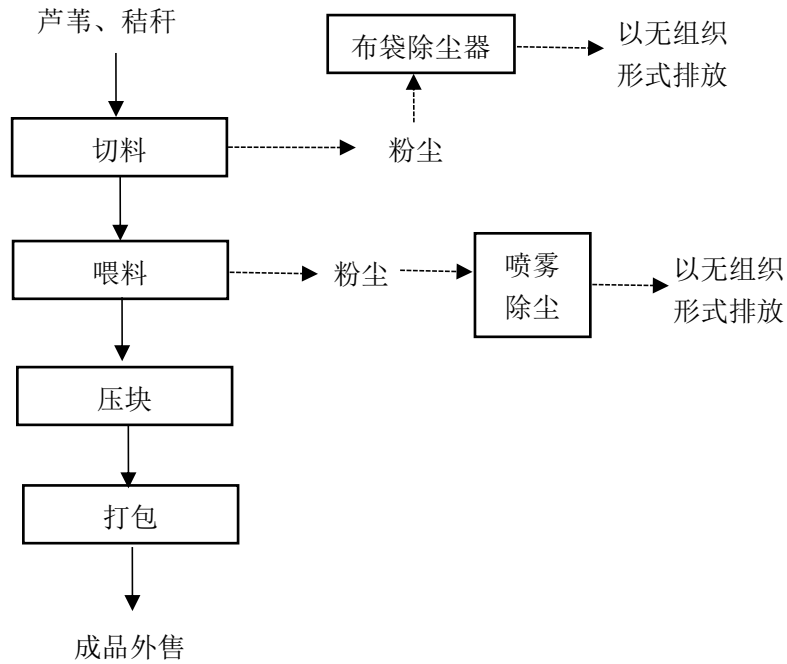 芦苇、秸秆
布袋除尘器
以无组织
形式排放
切料
粉尘
喂料
粉尘
喷雾
除尘
以无组织
形式排放
压块
打包
成品外售